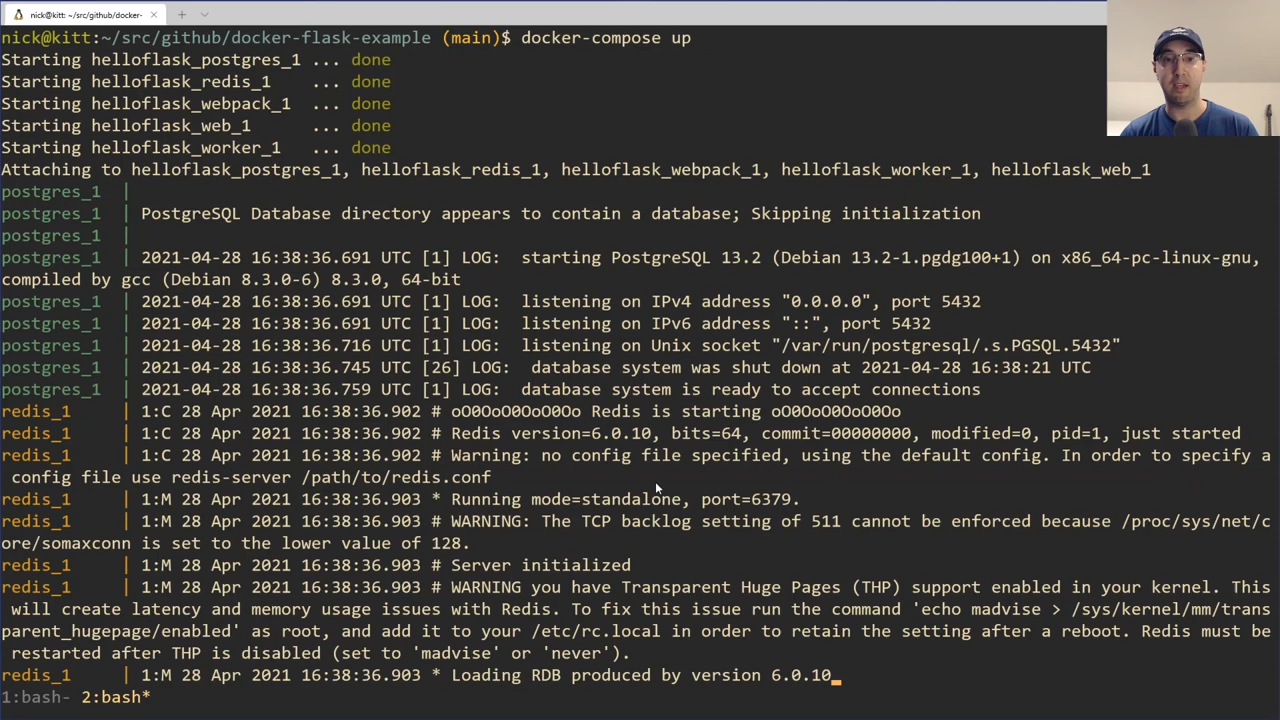 nick@kitt: ~/src/github/docker-
nick@kitt:~/src/github/docker-flask-example (main)$ docker-compose up
Starting helloflask_postgres_1 ... done
Starting helloflask_redis_1    ... done
Starting helloflask_webpack_1  ... done
Starting helloflask_web_1      ... done
Starting helloflask_worker_1   ... done
Attaching to helloflask_postgres_1, helloflask_redis_1, helloflask_webpack_1, helloflask_worker_1, helloflask_web_1
postgres_1  |
postgres_1  | PostgreSQL Database directory appears to contain a database; Skipping initialization
postgres_1  |
postgres_1  | 2021-04-28 16:38:36.691 UTC [1] LOG:  starting PostgreSQL 13.2 (Debian 13.2-1.pgdg100+1) on x86_64-pc-linux-gnu,
compiled by gcc (Debian 8.3.0-6) 8.3.0, 64-bit
postgres_1  | 2021-04-28 16:38:36.691 UTC [1] LOG:  listening on IPv4 address "0.0.0.0", port 5432
postgres_1  | 2021-04-28 16:38:36.691 UTC [1] LOG:  listening on IPv6 address "::", port 5432
postgres_1  | 2021-04-28 16:38:36.716 UTC [1] LOG:  listening on Unix socket "/var/run/postgresql/.s.PGSQL.5432"
postgres_1  | 2021-04-28 16:38:36.745 UTC [26] LOG:  database system was shut down at 2021-04-28 16:38:21 UTC
postgres_1  | 2021-04-28 16:38:36.759 UTC [1] LOG:  database system is ready to accept connections
redis_1     | 1:C 28 Apr 2021 16:38:36.902 # oO0OoO0OoO0Oo Redis is starting oO0OoO0OoO0Oo
redis_1     | 1:C 28 Apr 2021 16:38:36.902 # Redis version=6.0.10, bits=64, commit=00000000, modified=0, pid=1, just started
redis_1     | 1:C 28 Apr 2021 16:38:36.902 # Warning: no config file specified, using the default config. In order to specify a
config file use redis-server /path/to/redis.conf
redis_1     | 1:M 28 Apr 2021 16:38:36.903 * Running mode=standalone, port=6379.
redis_1     | 1:M 28 Apr 2021 16:38:36.903 # WARNING: The TCP backlog setting of 511 cannot be enforced because /proc/sys/net/c
ore/somaxconn is set to the lower value of 128.
redis_1     | 1:M 28 Apr 2021 16:38:36.903 # Server initialized
redis_1     | 1:M 28 Apr 2021 16:38:36.903 # WARNING you have Transparent Huge Pages (THP) support enabled in your kernel. This
will create latency and memory usage issues with Redis. To fix this issue run the command 'echo madvise > /sys/kernel/mm/trans
parent_hugepage/enabled' as root, and add it to your /etc/rc.local in order to retain the setting after a reboot. Redis must be
restarted after THP is disabled (set to 'madvise' or 'never').
redis_1     | 1:M 28 Apr 2021 16:38:36.903 * Loading RDB produced by version 6.0.10
1:bash- 2:bash*